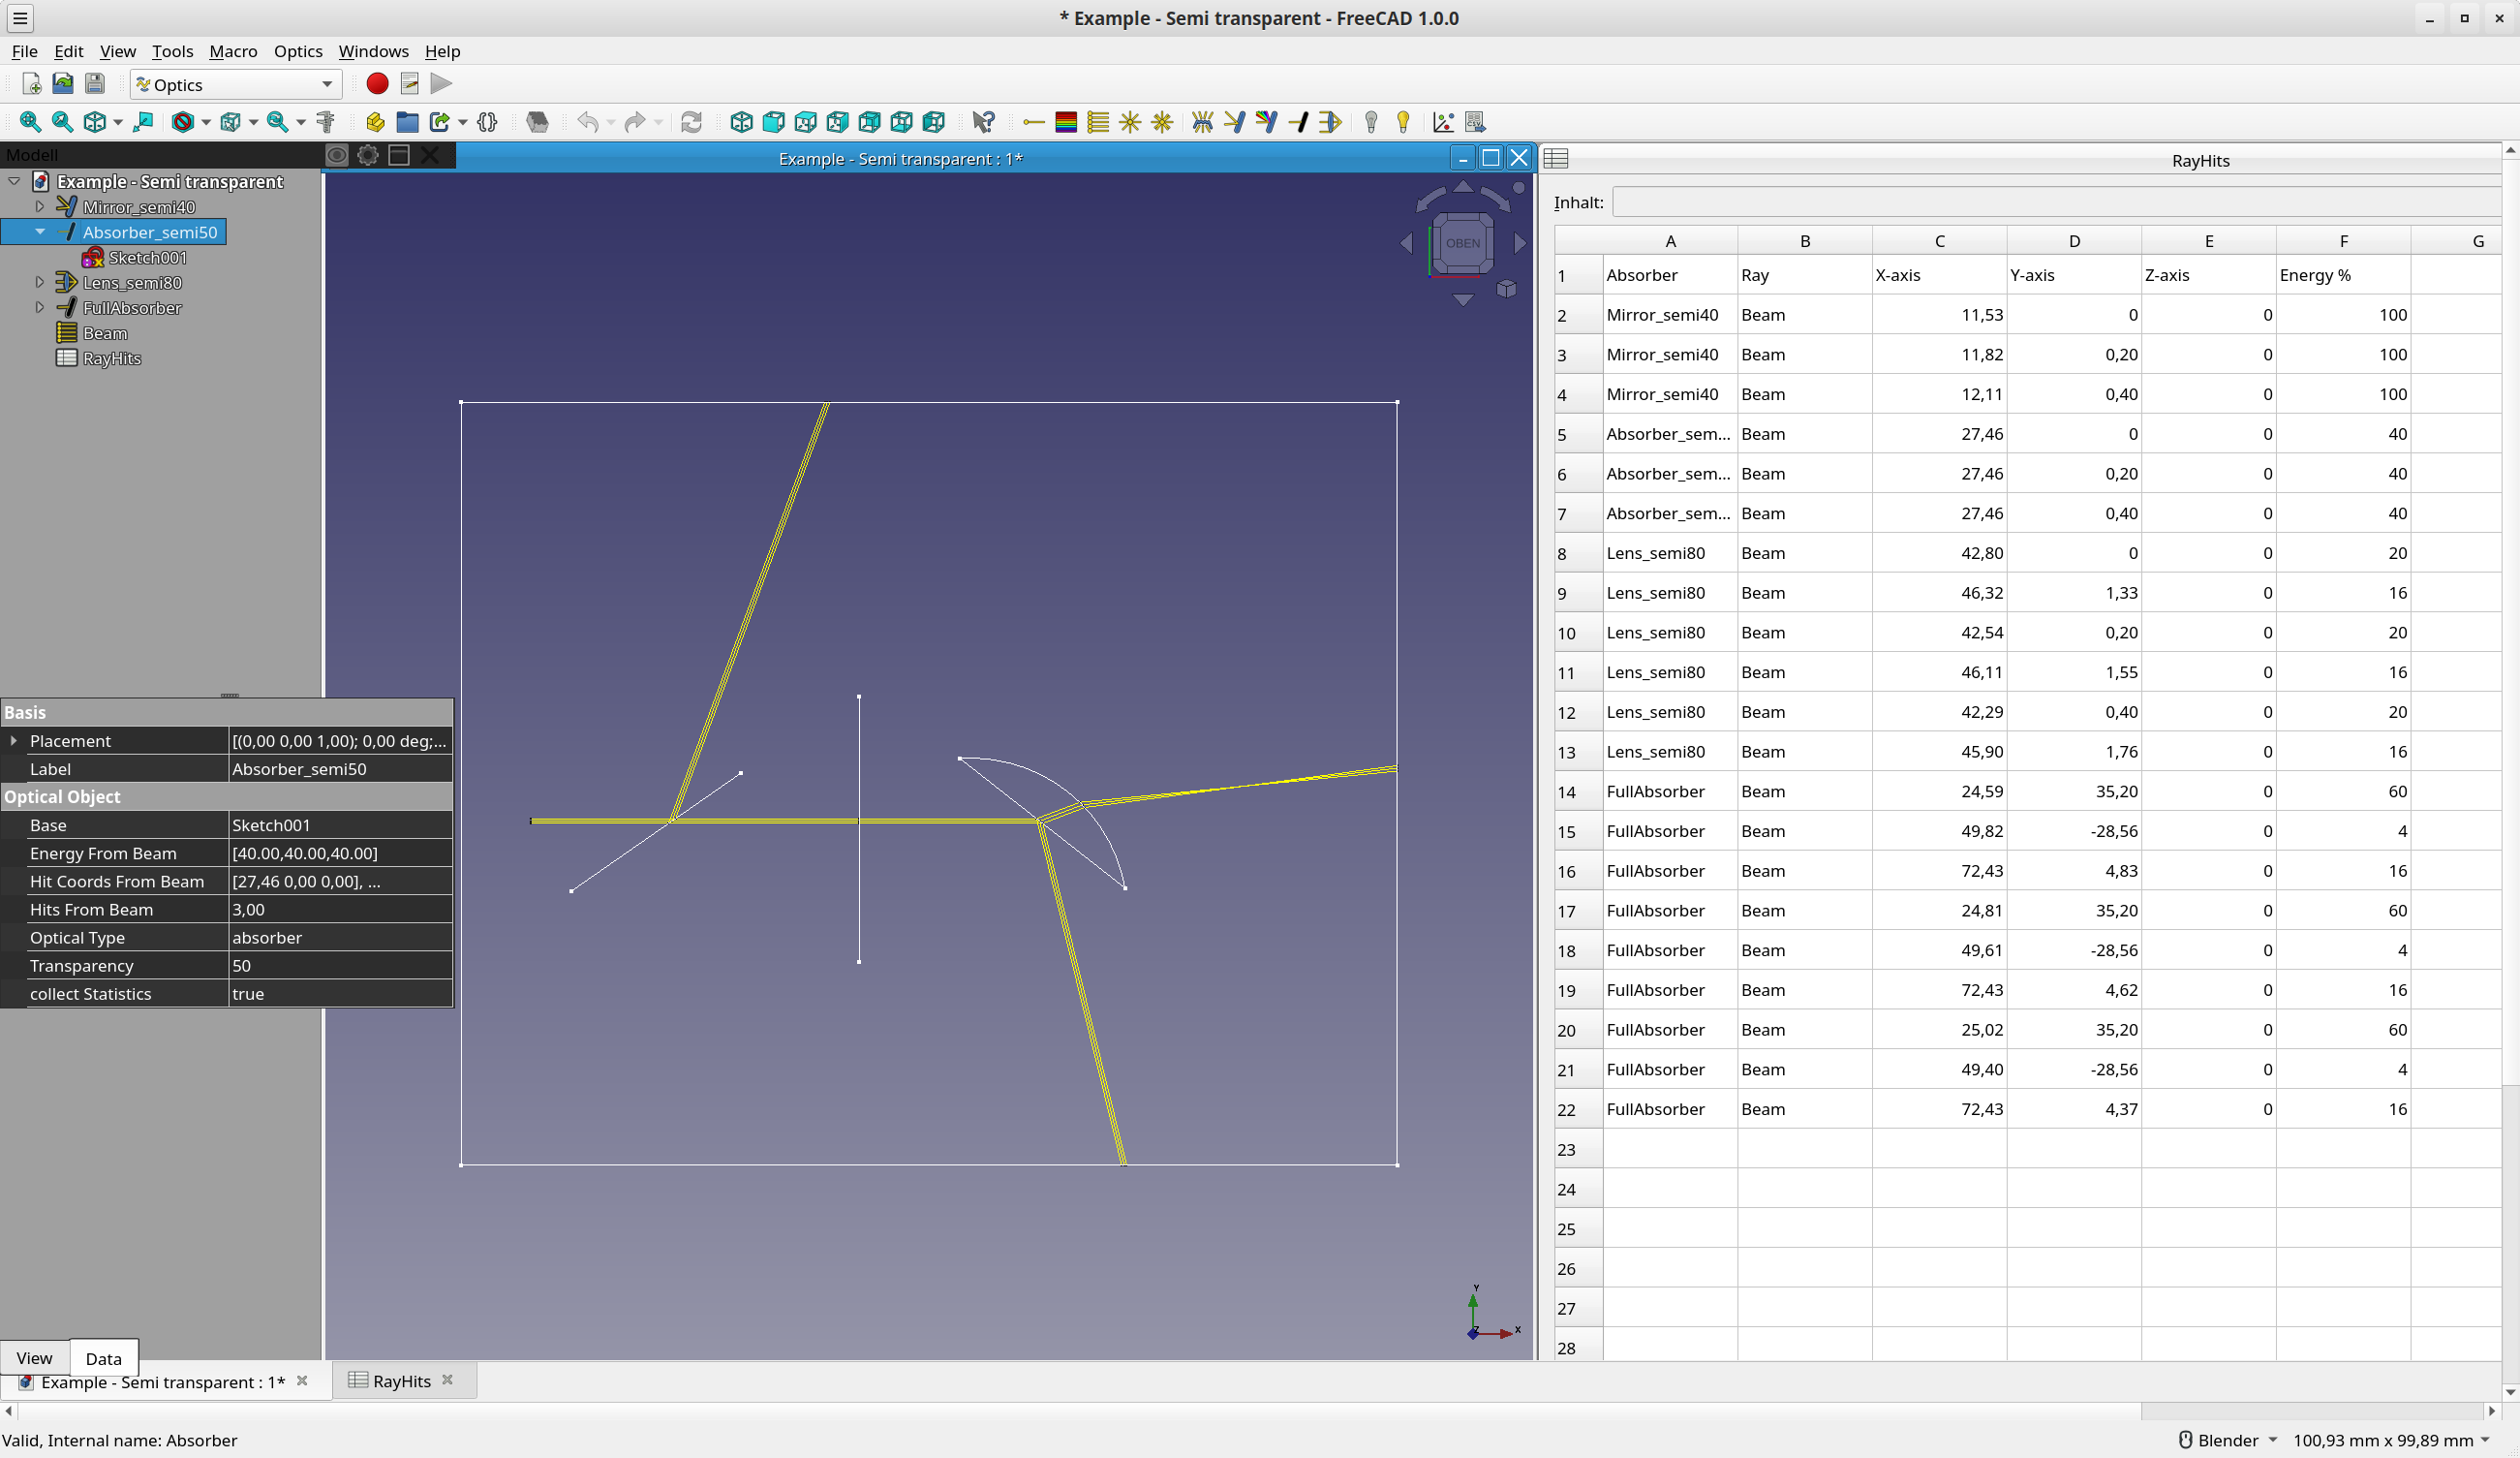 * Example - Semi transparent - FreeCAD 1.0.0
File Edit View Tools Macro Optics Windows Help
Optics
Modell
Example - Semi transparent
Mirror_semi40
Absorber_semi50
Sketch001
Lens_semi80
FullAbsorber
Beam
RayHits
Basis
Placement [(0,00 0,00 1,00); 0,00 deg;...
Label Absorber_semi50
Optical Object
Base Sketch001
Energy From Beam [40.00,40.00,40.00]
Hit Coords From Beam [27,46 0,00 0,00], ...
Hits From Beam 3,00
Optical Type absorber
Transparency 50
collect Statistics true
View Data
Example - Semi transparent : 1*
OBEN
Y
Z
X
RayHits
Inhalt:
A B C D E F G
1 Absorber Ray X-axis Y-axis Z-axis Energy %
2 Mirror_semi40 Beam 11,53 0 0 100
3 Mirror_semi40 Beam 11,82 0,20 0 100
4 Mirror_semi40 Beam 12,11 0,40 0 100
5 Absorber_sem... Beam 27,46 0 0 40
6 Absorber_sem... Beam 27,46 0,20 0 40
7 Absorber_sem... Beam 27,46 0,40 0 40
8 Lens_semi80 Beam 42,80 0 0 20
9 Lens_semi80 Beam 46,32 1,33 0 16
10 Lens_semi80 Beam 42,54 0,20 0 20
11 Lens_semi80 Beam 46,11 1,55 0 16
12 Lens_semi80 Beam 42,29 0,40 0 20
13 Lens_semi80 Beam 45,90 1,76 0 16
14 FullAbsorber Beam 24,59 35,20 0 60
15 FullAbsorber Beam 49,82 -28,56 0 4
16 FullAbsorber Beam 72,43 4,83 0 16
17 FullAbsorber Beam 24,81 35,20 0 60
18 FullAbsorber Beam 49,61 -28,56 0 4
19 FullAbsorber Beam 72,43 4,62 0 16
20 FullAbsorber Beam 25,02 35,20 0 60
21 FullAbsorber Beam 49,40 -28,56 0 4
22 FullAbsorber Beam 72,43 4,37 0 16
23
24
25
26
27
28
Example - Semi transparent : 1* RayHits
Valid, Internal name: Absorber Blender 100,93 mm x 99,89 mm